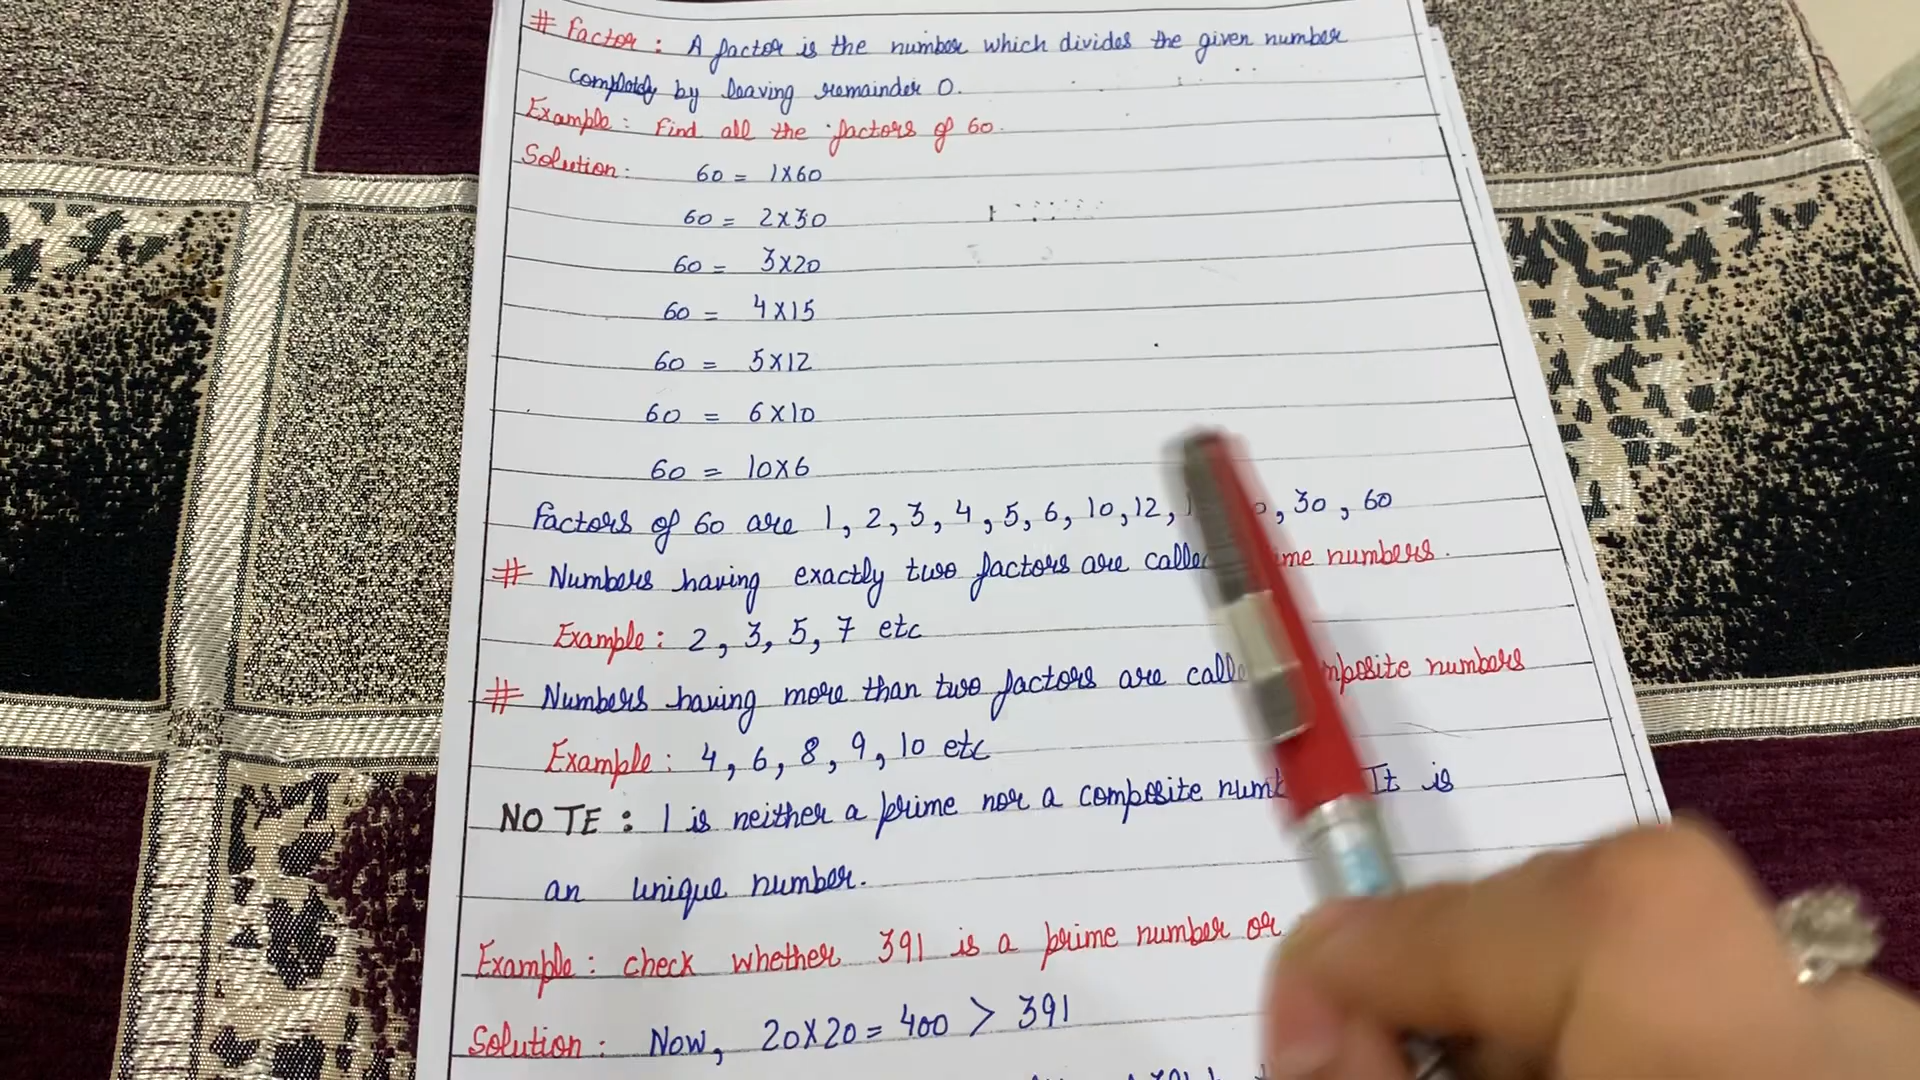 # Factor : A factor is the number which divides the given number
completely by leaving remainder 0.
Example : Find all the factors of 60.
Solution : 60 = 1X60
60 = 2X30
60 = 3X20
60 = 4X15
60 = 5X12
60 = 6X10
60 = 10X6
Factors of 60 are 1, 2, 3, 4, 5, 6, 10, 12, , 30, 60
# Numbers having exactly two factors are numbers.
Example : 2, 3, 5, 7 etc
# Numbers having more than two factors are numbers
Example : 4, 6, 8, 9, 10 etc
NOTE : 1 is neither a prime nor a composite It is
an unique number.
Example : check whether 391 is a prime number or
Solution : Now, 20X20 = 400 > 391